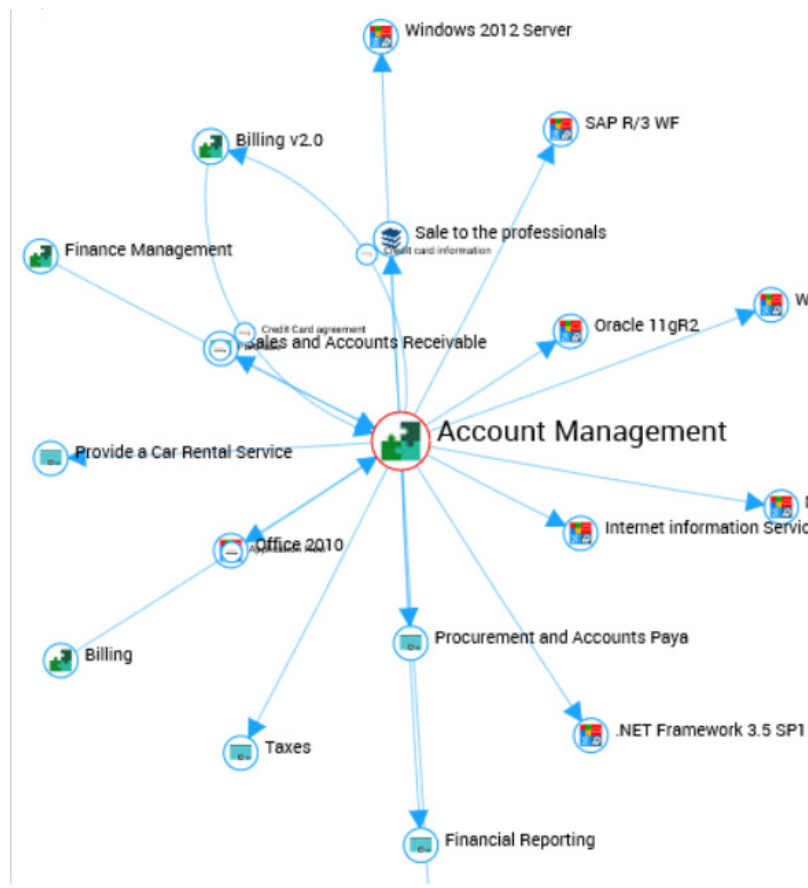 Windows 2012 Server
SAP R/3 WF
Billing v2.0
Sale to the professionals
Credit card information
Finance Management
W
Oracle 11gR2
Credit Card agreement
Sales and Accounts Receivable
Account Management
Provide a Car Rental Service
Internet information Servic
Office 2010
Procurement and Accounts Paya
Billing
.NET Framework 3.5 SP1
Taxes
Financial Reporting